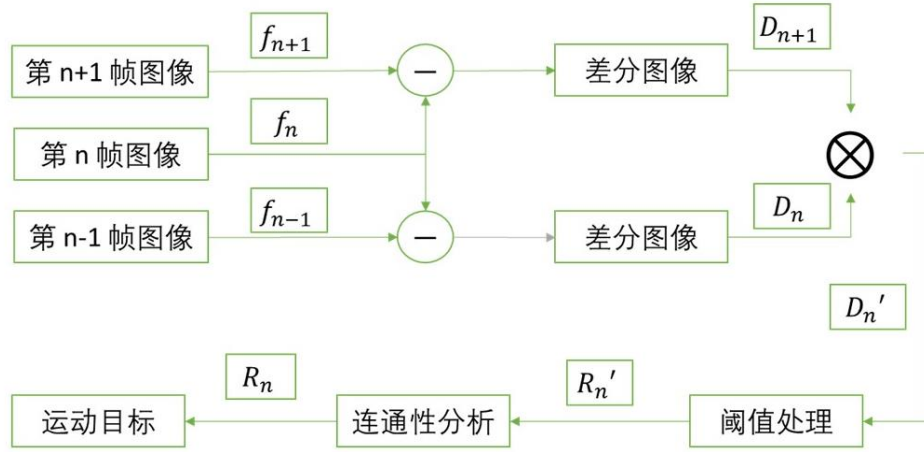 f_{n+1}
D_{n+1}
第 n+1 帧图像
−
差分图像
f_n
第 n 帧图像
⊗
f_{n−1}
D_n
第 n-1 帧图像
−
差分图像
D_n′
R_n
R_n′
运动目标
连通性分析
阈值处理